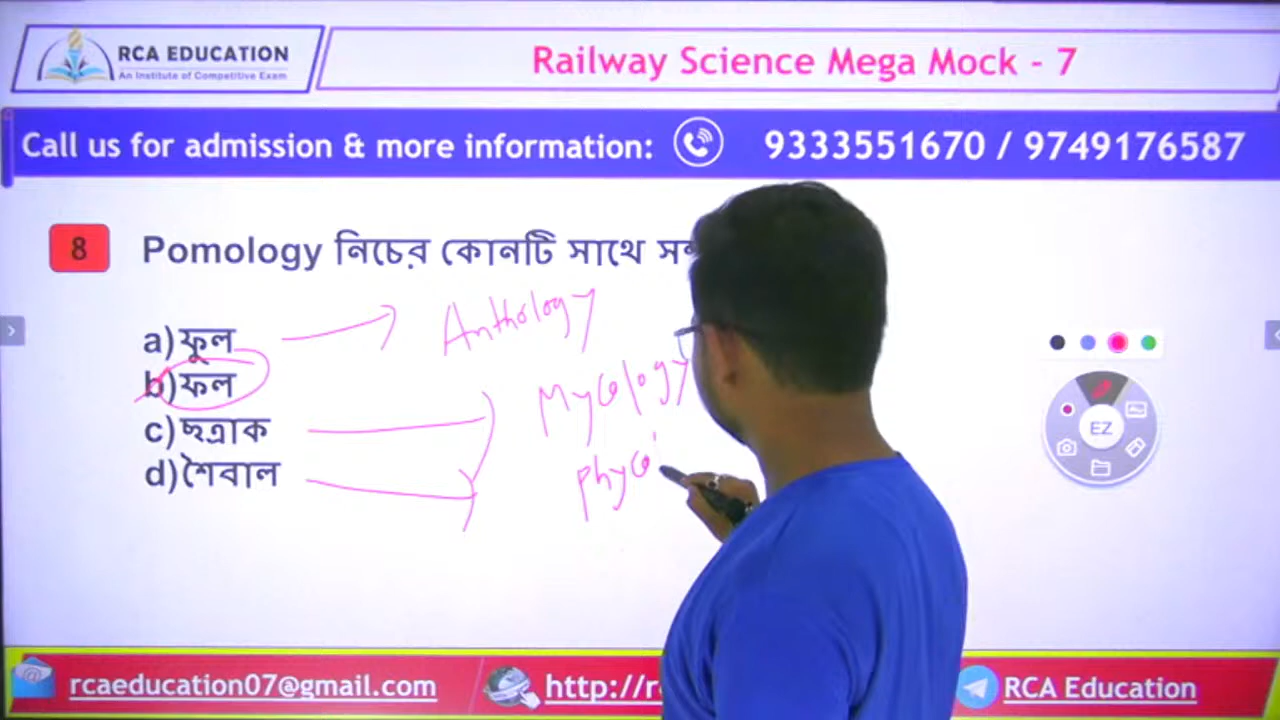 RCA EDUCATION
An Institute of Competitive Exam
Railway Science Mega Mock - 7
Call us for admission & more information: 9333551670 / 9749176587
8
Pomology নিচের কোনটি সাথে
a) ফুল
Anthology
b) ফল
Mycology
c) ছত্রাক
d) শৈবাল
Phyco
EZ
rcaeducation07@gmail.com
http://r
RCA Education